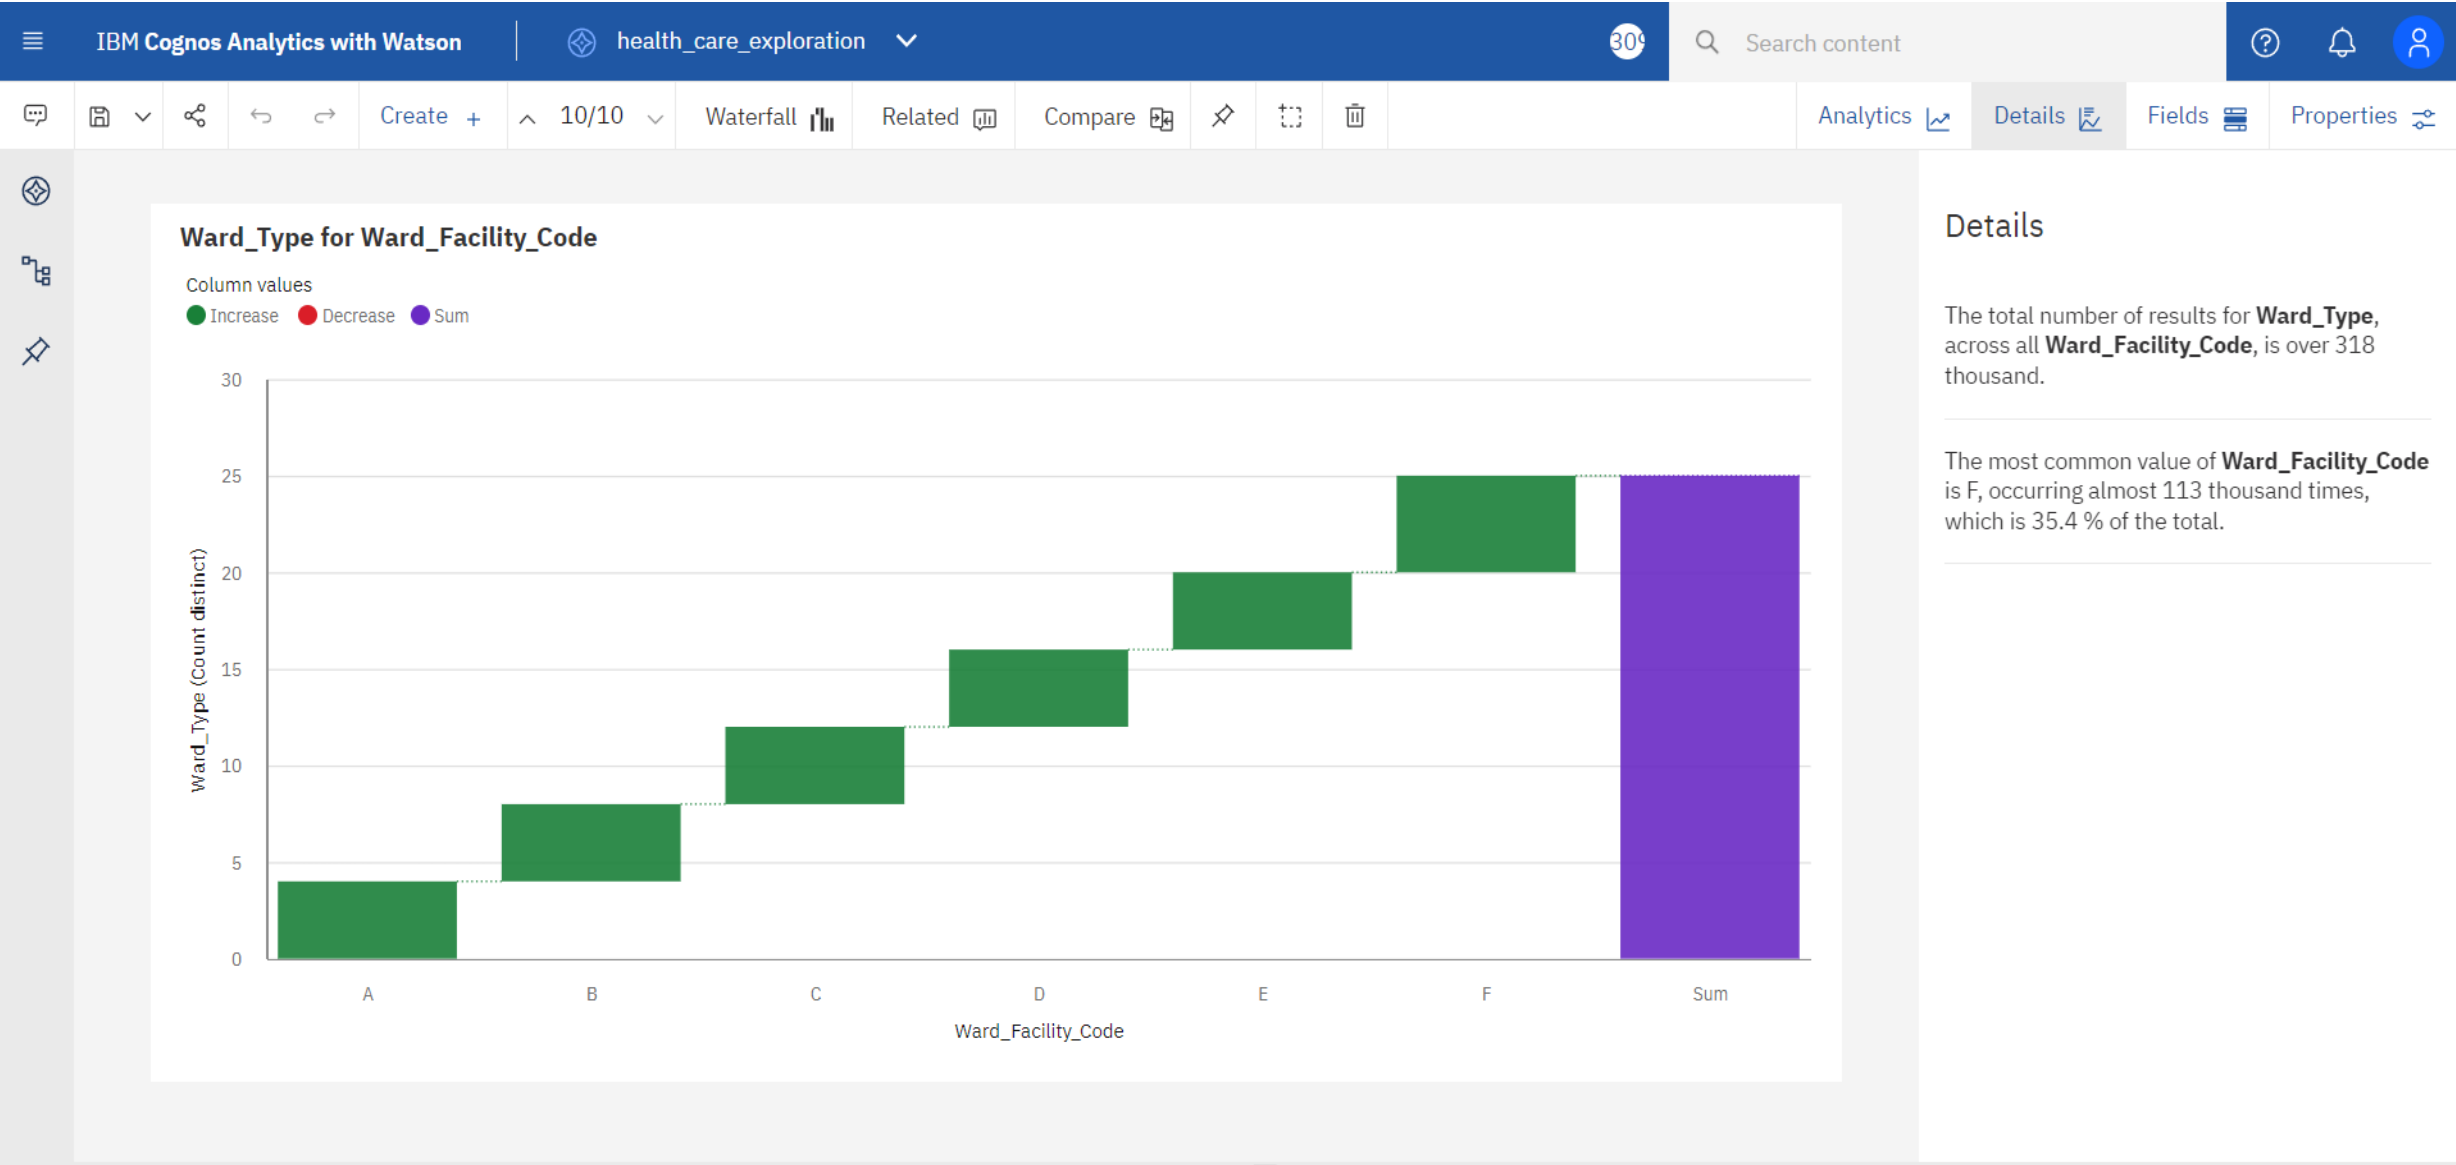 IBM Cognos Analytics with Watson
health_care_exploration
309
Search content
Create +
10/10
Waterfall
Related
Compare
Analytics
Details
Fields
Properties
Ward_Type for Ward_Facility_Code
Column values
Increase Decrease Sum
30
25
20
15
10
5
0
Ward_Type (Count distinct)
A B C D E F Sum
Ward_Facility_Code
Details
The total number of results for Ward_Type,
across all Ward_Facility_Code, is over 318
thousand.
The most common value of Ward_Facility_Code
is F, occurring almost 113 thousand times,
which is 35.4 % of the total.